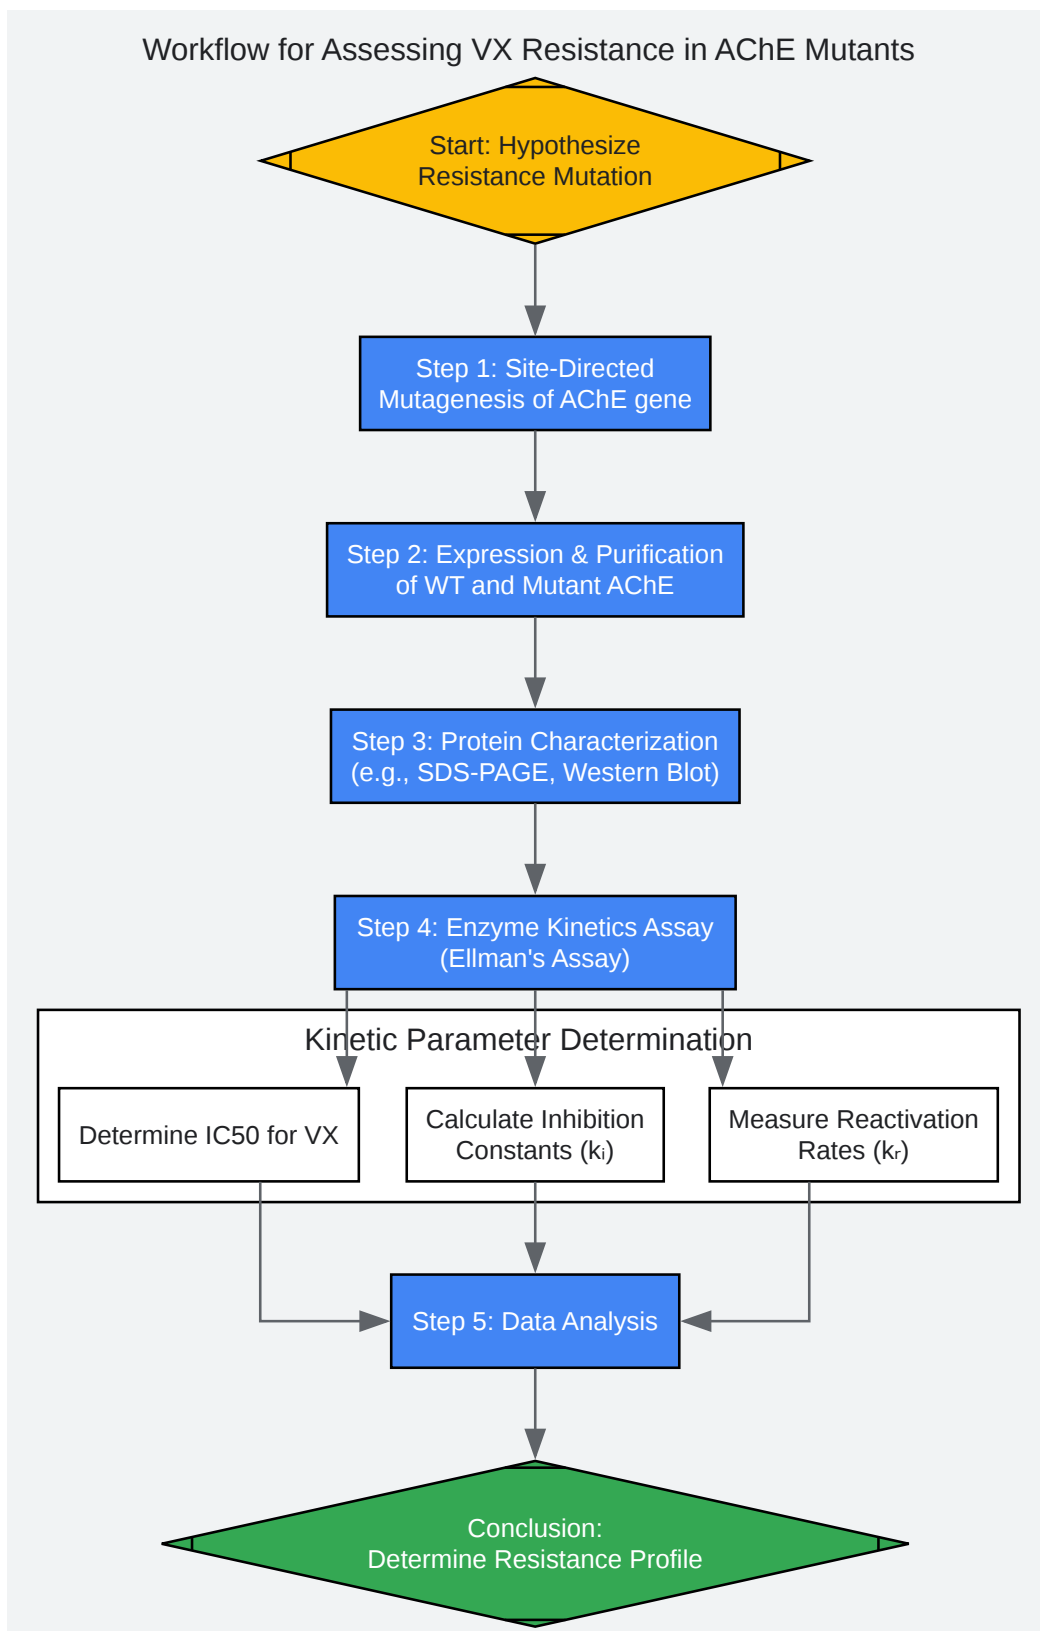 Workflow for Assessing VX Resistance in AChE Mutants
Start: Hypothesize
Resistance Mutation
Step 1: Site-Directed
Mutagenesis of AChE gene
Step 2: Expression & Purification
of WT and Mutant AChE
Step 3: Protein Characterization
(e.g., SDS-PAGE, Western Blot)
Step 4: Enzyme Kinetics Assay
(Ellman's Assay)
Kinetic Parameter Determination
Determine IC50 for VX
Calculate Inhibition
Constants (kᵢ)
Measure Reactivation
Rates (kᵣ)
Step 5: Data Analysis
Conclusion:
Determine Resistance Profile